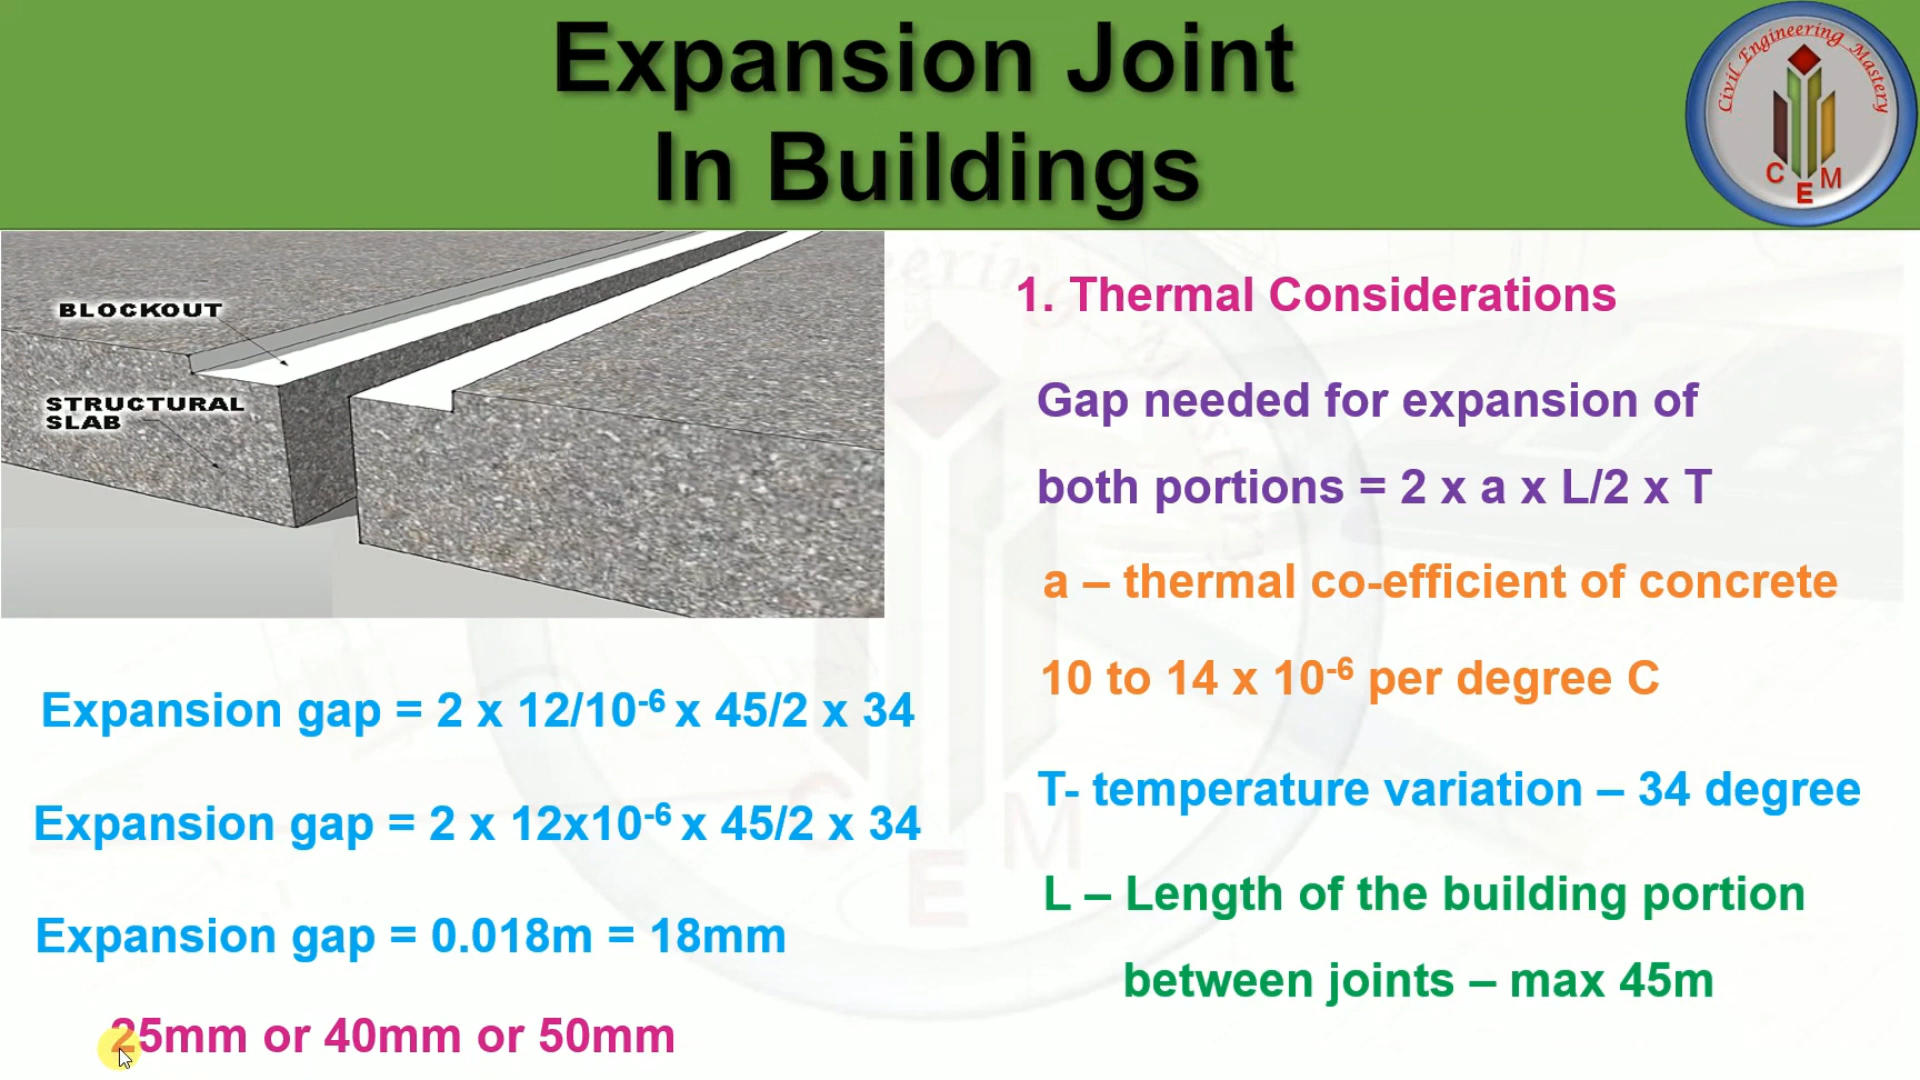 Expansion Joint
In Buildings
Civil Engineering Mastery
C E M
BLOCKOUT
STRUCTURAL
SLAB
1. Thermal Considerations
Gap needed for expansion of
both portions = 2 x a x L/2 x T
a – thermal co-efficient of concrete
10 to 14 x 10⁻⁶ per degree C
T- temperature variation – 34 degree
L – Length of the building portion
between joints – max 45m
Expansion gap = 2 x 12/10⁻⁶ x 45/2 x 34
Expansion gap = 2 x 12x10⁻⁶ x 45/2 x 34
Expansion gap = 0.018m = 18mm
25mm or 40mm or 50mm